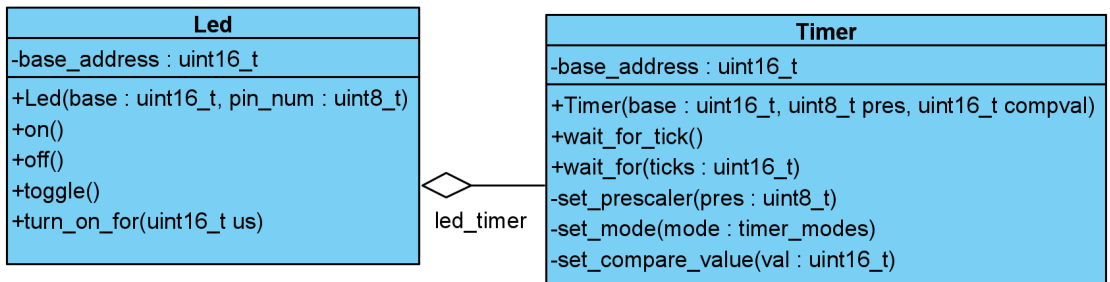 Led
-base_address : uint16_t
+Led(base : uint16_t, pin_num : uint8_t)
+on()
+off()
+toggle()
+turn_on_for(uint16_t us)
led_timer
Timer
-base_address : uint16_t
+Timer(base : uint16_t, uint8_t pres, uint16_t compval)
+wait_for_tick()
+wait_for(ticks : uint16_t)
-set_prescaler(pres : uint8_t)
-set_mode(mode : timer_modes)
-set_compare_value(val : uint16_t)